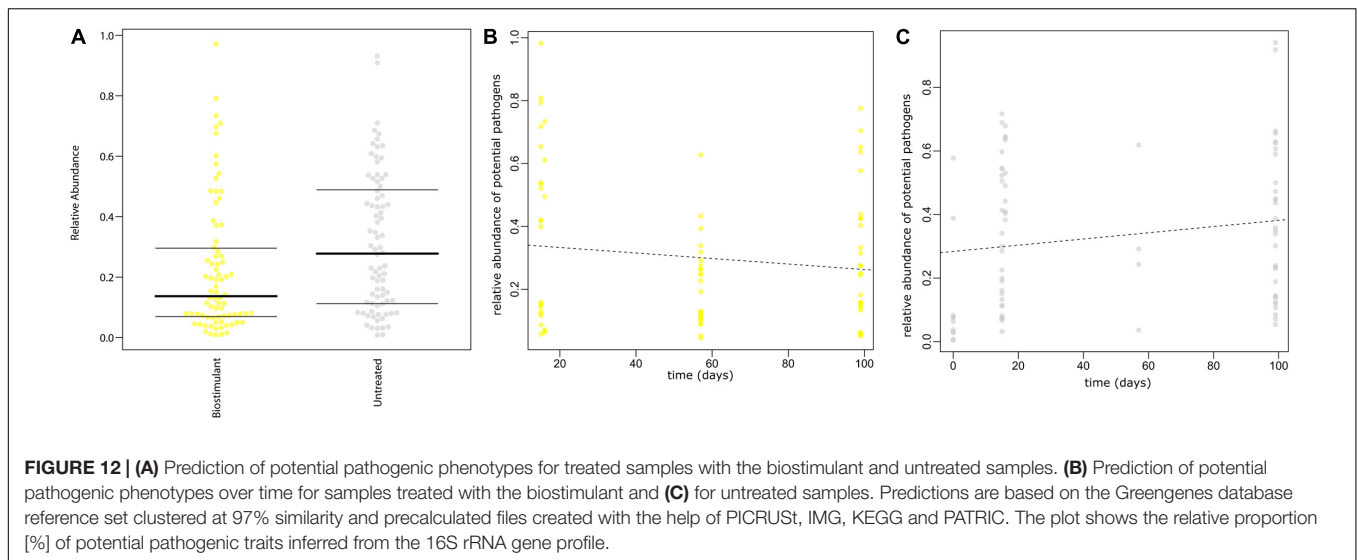 A
B
C
Relative Abundance
1.0
0.8
0.6
0.4
0.2
0.0
Biostimulant
Untreated
relative abundance of potential pathogens
1.0
0.8
0.6
0.4
0.2
20
40
60
80
100
time (days)
relative abundance of potential pathogens
0.8
0.6
0.4
0.2
0.0
0
20
40
60
80
100
time (days)
FIGURE 12 | (A) Prediction of potential pathogenic phenotypes for treated samples with the biostimulant and untreated samples. (B) Prediction of potential
pathogenic phenotypes over time for samples treated with the biostimulant and (C) for untreated samples. Predictions are based on the Greengenes database
reference set clustered at 97% similarity and precalculated files created with the help of PICRUSt, IMG, KEGG and PATRIC. The plot shows the relative proportion
[%] of potential pathogenic traits inferred from the 16S rRNA gene profile.